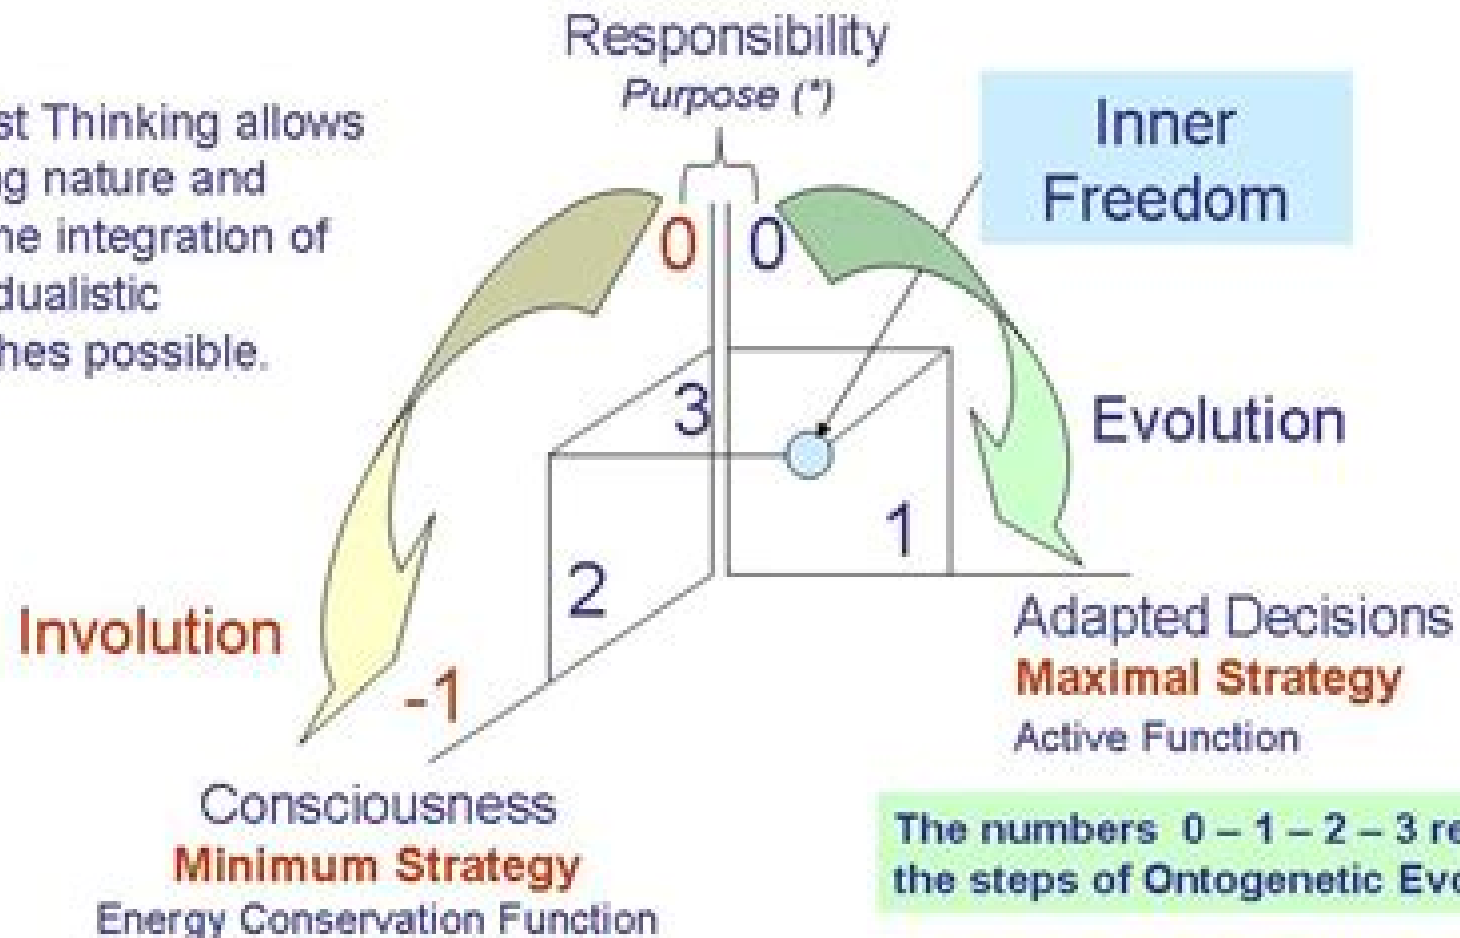 Responsibility
Purpose (*)
st Thinking allows
ng nature and
he integration of
dualistic
hes possible.
Inner
Freedom
0
0
3
Evolution
1
2
Involution
-1
Adapted Decisions
Maximal Strategy
Active Function
Consciousness
Minimum Strategy
Energy Conservation Function
The numbers 0 – 1 – 2 – 3 re
the steps of Ontogenetic Evo